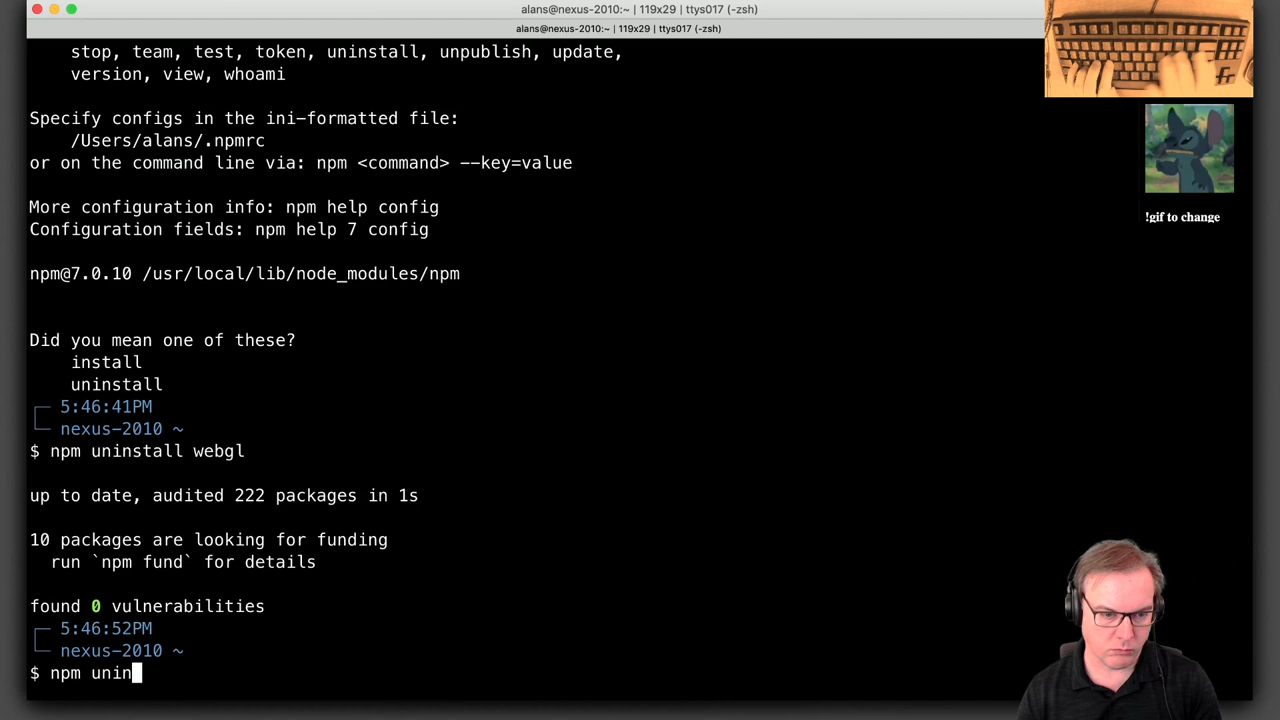 alans@nexus-2010:~ | 119x29 | ttys017 (-zsh)
alans@nexus-2010:~ | 119x29 | ttys017 (-zsh)
stop, team, test, token, uninstall, unpublish, update,
version, view, whoami
Specify configs in the ini-formatted file:
/Users/alans/.npmrc
or on the command line via: npm <command> --key=value
More configuration info: npm help config
Configuration fields: npm help 7 config
npm@7.0.10 /usr/local/lib/node_modules/npm
Did you mean one of these?
install
uninstall
5:46:41PM
nexus-2010 ~
$ npm uninstall webgl
up to date, audited 222 packages in 1s
10 packages are looking for funding
run `npm fund` for details
found 0 vulnerabilities
5:46:52PM
nexus-2010 ~
$ npm unin
!gif to change